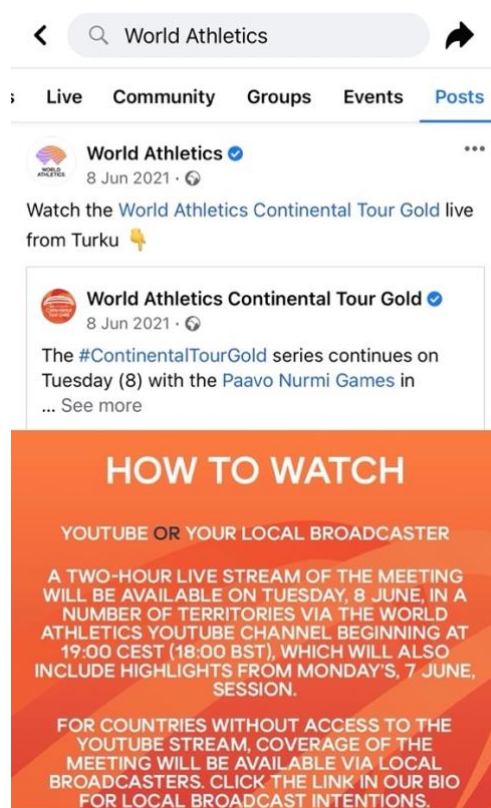 World Athletics
s Live Community Groups Events Posts
World Athletics
8 Jun 2021 ·
WORLD
ATHLETICS
Watch the World Athletics Continental Tour Gold live
from Turku 👇
World Athletics Continental Tour Gold
8 Jun 2021 ·
The #ContinentalTourGold series continues on
Tuesday (8) with the Paavo Nurmi Games in
... See more
HOW TO WATCH
YOUTUBE OR YOUR LOCAL BROADCASTER
A TWO-HOUR LIVE STREAM OF THE MEETING
WILL BE AVAILABLE ON TUESDAY, 8 JUNE, IN A
NUMBER OF TERRITORIES VIA THE WORLD
ATHLETICS YOUTUBE CHANNEL BEGINNING AT
19:00 CEST (18:00 BST), WHICH WILL ALSO
INCLUDE HIGHLIGHTS FROM MONDAY'S, 7 JUNE,
SESSION.
FOR COUNTRIES WITHOUT ACCESS TO THE
YOUTUBE STREAM, COVERAGE OF THE
MEETING WILL BE AVAILABLE VIA LOCAL
BROADCASTERS. CLICK THE LINK IN OUR BIO
FOR LOCAL BROADCAST INTENTIONS